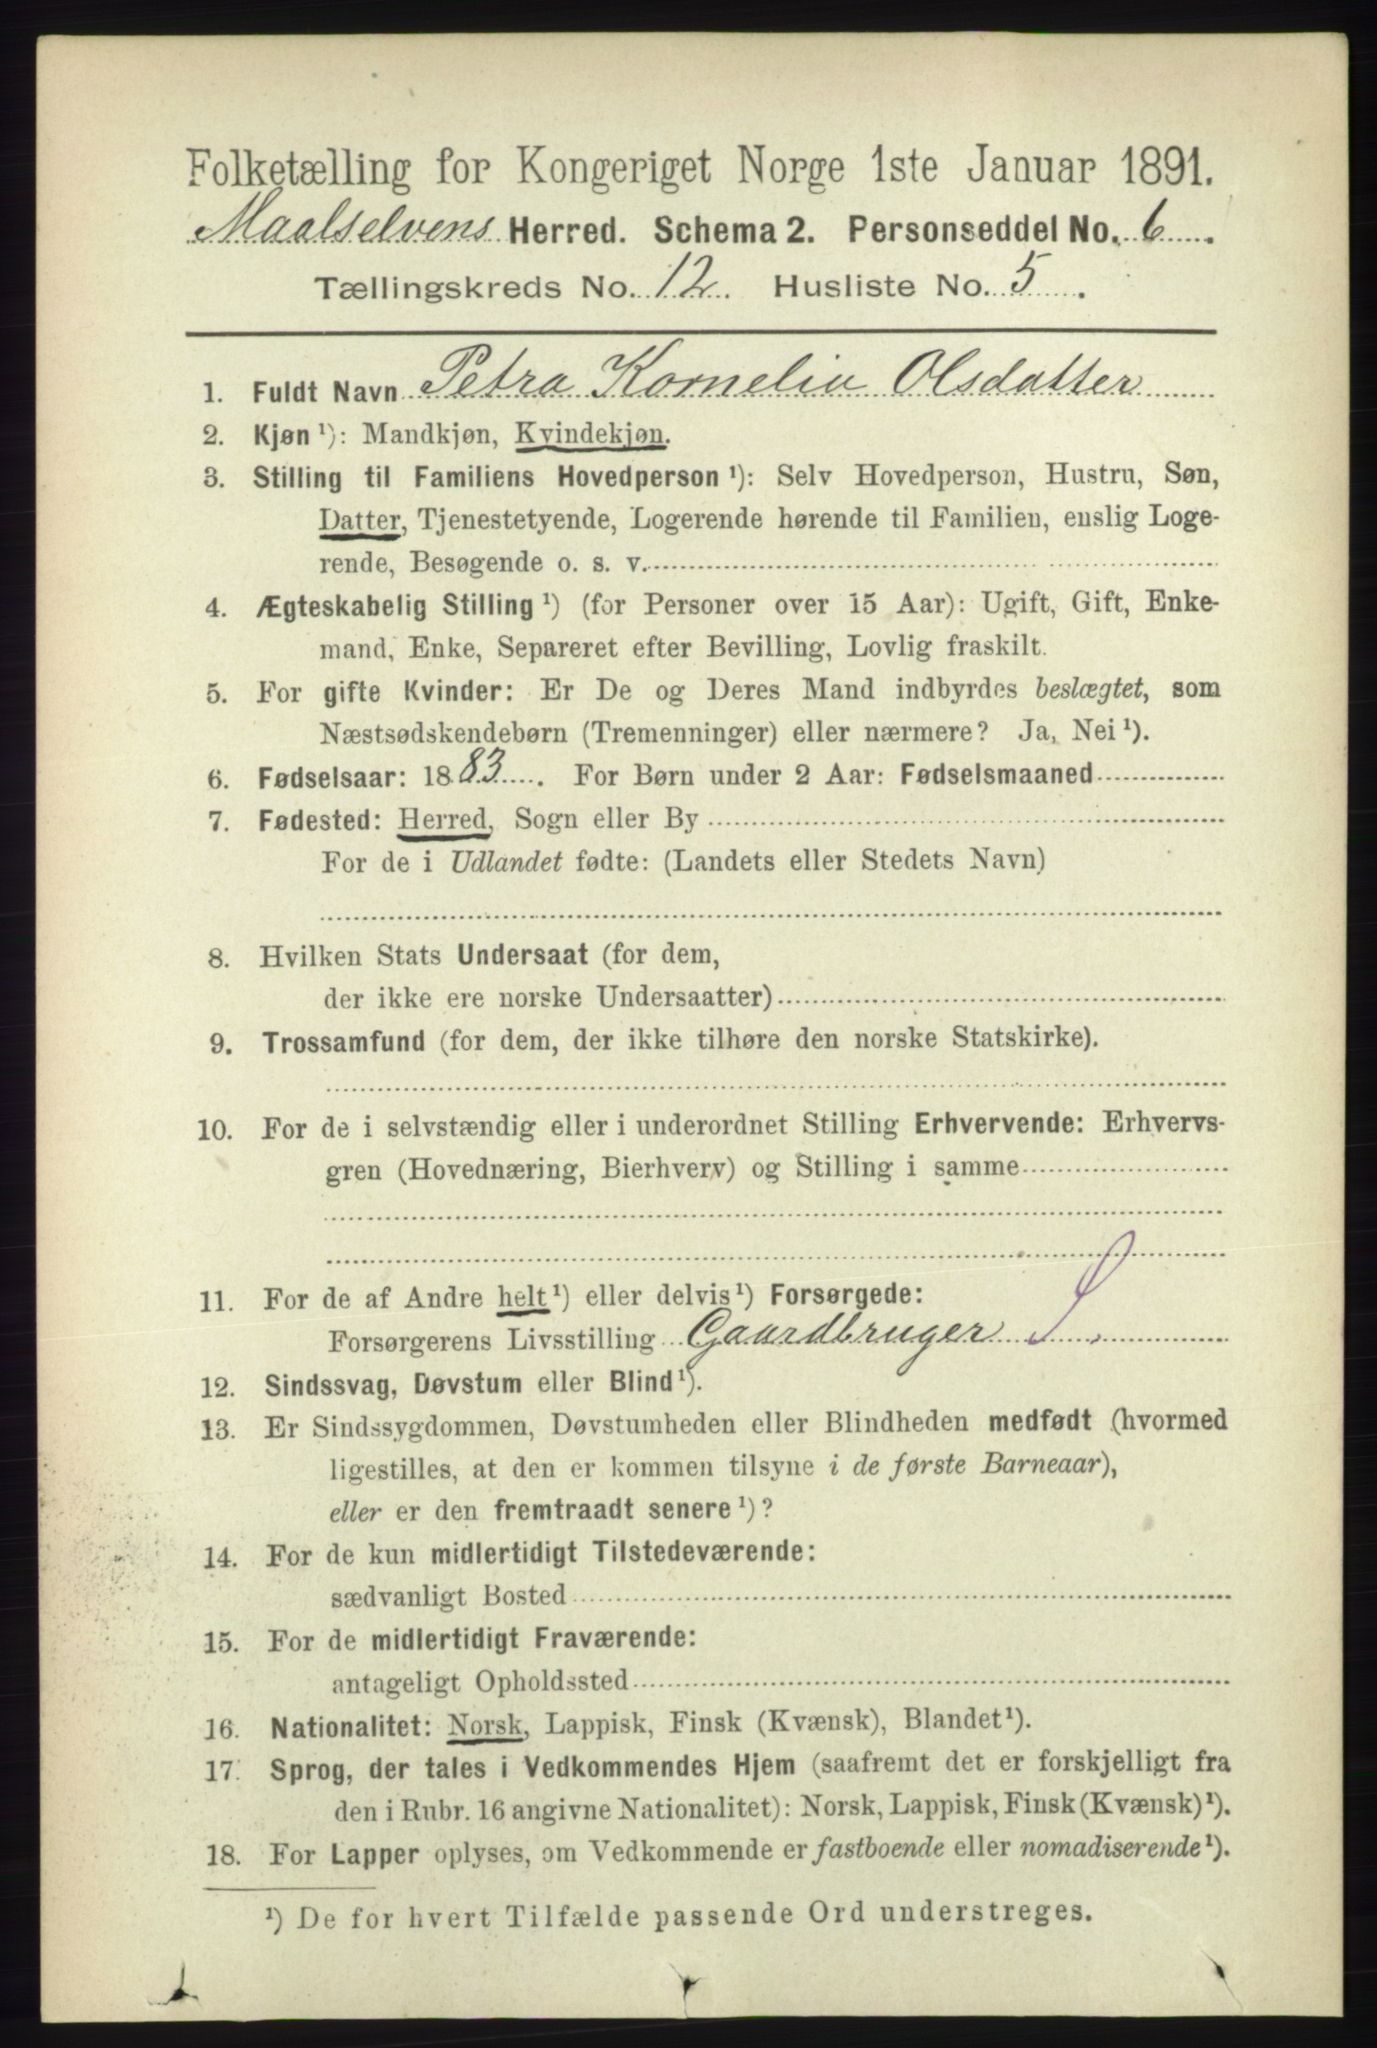 Folketælling for Kongeriget Norge 1ste Januar 1891.
Maalselvens Herred. Schema 2. Personseddel No. 6.
Tællingskreds No. 12. Husliste No. 5.
1. Fuldt Navn Petra Kornelia Olsdatter
2. Kjøn ¹): Mandkjøn, Kvindekjøn.
3. Stilling til Familiens Hovedperson ¹): Selv Hovedperson, Hustru, Søn,
Datter, Tjenestetyende, Logerende hørende til Familien, enslig Loge-
rende, Besøgende o. s. v.
4. Ægteskabelig Stilling ¹) (for Personer over 15 Aar): Ugift, Gift, Enke-
mand, Enke, Separeret efter Bevilling, Lovlig fraskilt.
5. For gifte Kvinder: Er De og Deres Mand indbyrdes beslægtet, som
Næstsødskendebørn (Tremenninger) eller nærmere? Ja, Nei ¹).
6. Fødselsaar: 1883. For Børn under 2 Aar: Fødselsmaaned
7. Fødested: Herred, Sogn eller By
For de i Udlandet fødte: (Landets eller Stedets Navn)
8. Hvilken Stats Undersaat (for dem,
der ikke ere norske Undersaatter)
9. Trossamfund (for dem, der ikke tilhøre den norske Statskirke).
10. For de i selvstændig eller i underordnet Stilling Erhvervende: Erhvervs-
gren (Hovednæring, Bierhverv) og Stilling i samme
11. For de af Andre helt ¹) eller delvis ¹) Forsørgede:
Forsørgerens Livsstilling Gaardbruger S.
12. Sindssvag, Døvstum eller Blind ¹).
13. Er Sindssygdommen, Døvstumheden eller Blindheden medfødt (hvormed
ligestilles, at den er kommen tilsyne i de første Barneaar),
eller er den fremtraadt senere ¹)?
14. For de kun midlertidigt Tilstedeværende:
sædvanligt Bosted
15. For de midlertidigt Fraværende:
antageligt Opholdssted
16. Nationalitet: Norsk, Lappisk, Finsk (Kvænsk), Blandet ¹).
17. Sprog, der tales i Vedkommendes Hjem (saafremt det er forskjelligt fra
den i Rubr. 16 angivne Nationalitet): Norsk, Lappisk, Finsk (Kvænsk) ¹).
18. For Lapper oplyses, om Vedkommende er fastboende eller nomadiserende ¹).
¹) De for hvert Tilfælde passende Ord understreges.